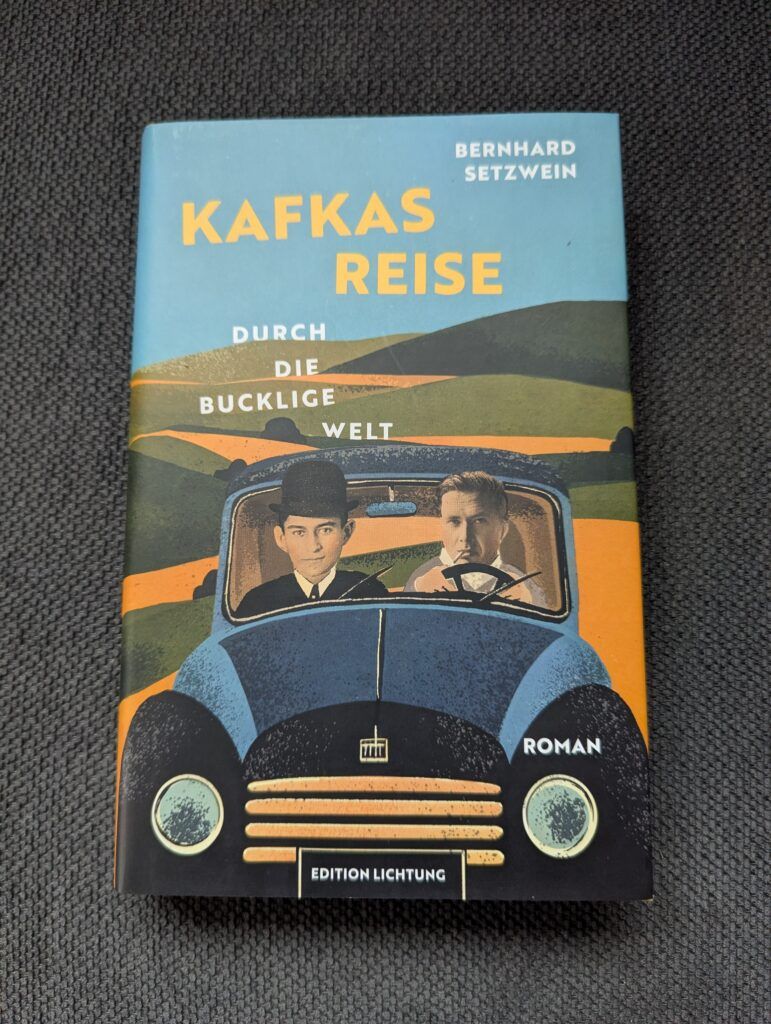 BERNHARD
SETZWEIN
KAFKAS
REISE
DURCH
DIE
BUCKLIGE
WELT
ROMAN
EDITION LICHTUNG